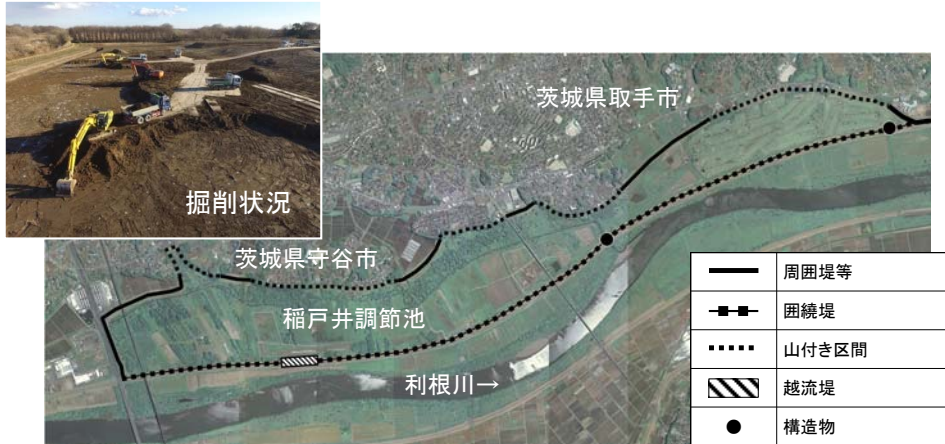 掘削状況
茨城県取手市
茨城県守谷市
稲戸井調節池
利根川→
周囲堤等
囲繞堤
山付き区間
越流堤
構造物